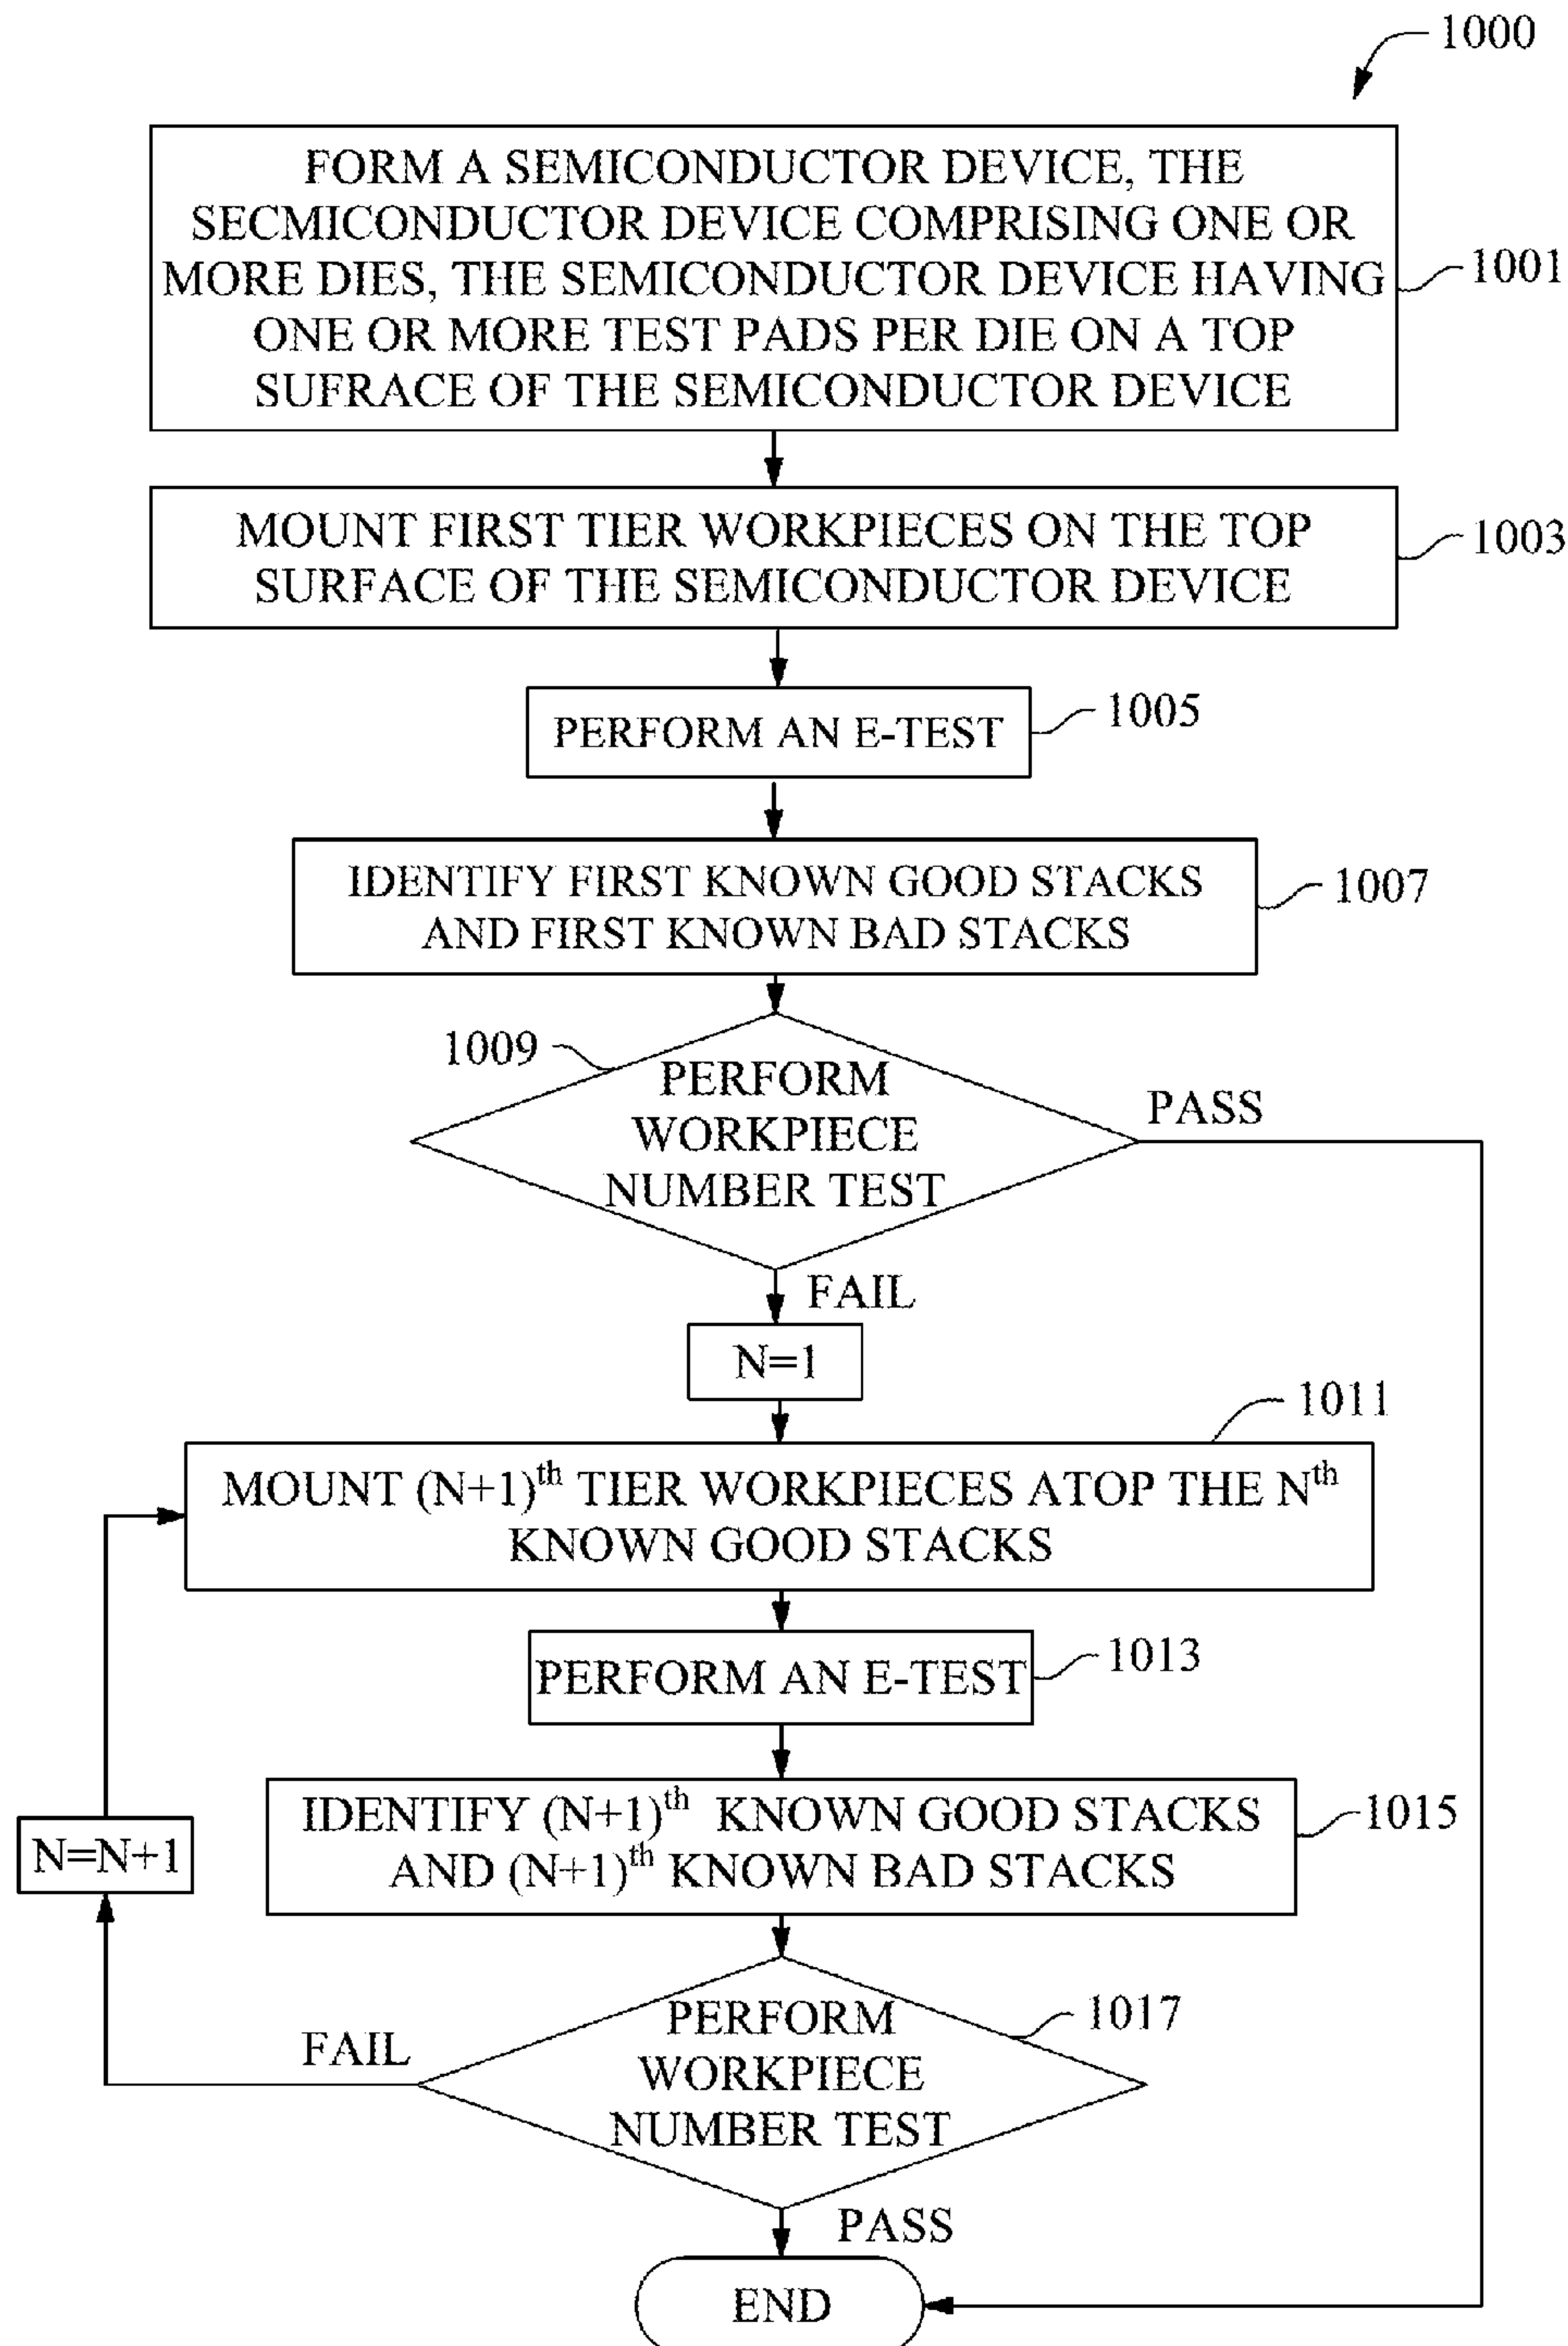 1000
FORM A SEMICONDUCTOR DEVICE, THE
SECMICONDUCTOR DEVICE COMPRISING ONE OR
MORE DIES, THE SEMICONDUCTOR DEVICE HAVING
ONE OR MORE TEST PADS PER DIE ON A TOP
SUFRACE OF THE SEMICONDUCTOR DEVICE
1001
MOUNT FIRST TIER WORKPIECES ON THE TOP
SURFACE OF THE SEMICONDUCTOR DEVICE
1003
PERFORM AN E-TEST
1005
IDENTIFY FIRST KNOWN GOOD STACKS
AND FIRST KNOWN BAD STACKS
1007
1009
PERFORM
WORKPIECE
NUMBER TEST
PASS
FAIL
N=1
1011
MOUNT (N+1)th TIER WORKPIECES ATOP THE Nth
KNOWN GOOD STACKS
PERFORM AN E-TEST
1013
IDENTIFY (N+1)th KNOWN GOOD STACKS
AND (N+1)th KNOWN BAD STACKS
1015
N=N+1
PERFORM
WORKPIECE
NUMBER TEST
1017
FAIL
PASS
END